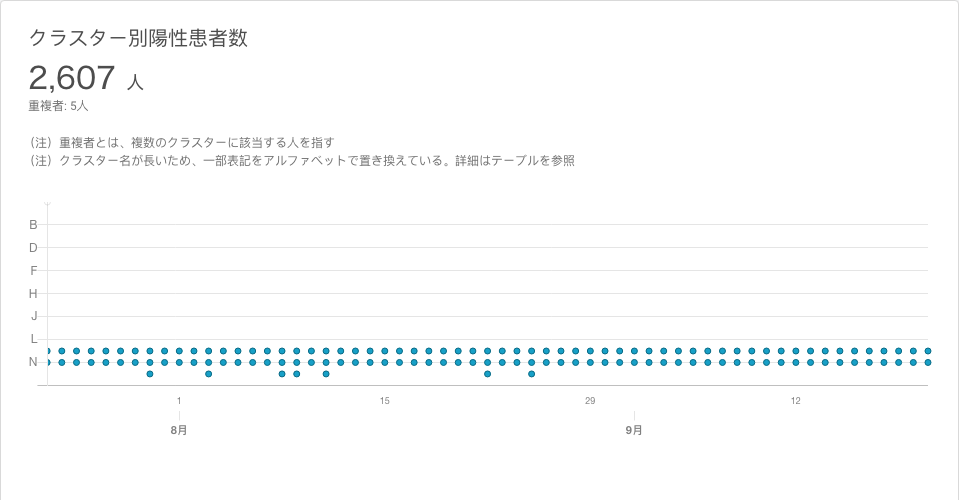 クラスター別陽性患者数
2,607 人
重複者: 5人
（注）重複者とは、複数のクラスターに該当する人を指す
（注）クラスター名が長いため、一部表記をアルファベットで置き換えている。詳細はテーブルを参照
B
D
F
H
J
L
N
1 15 29 12
8月 9月